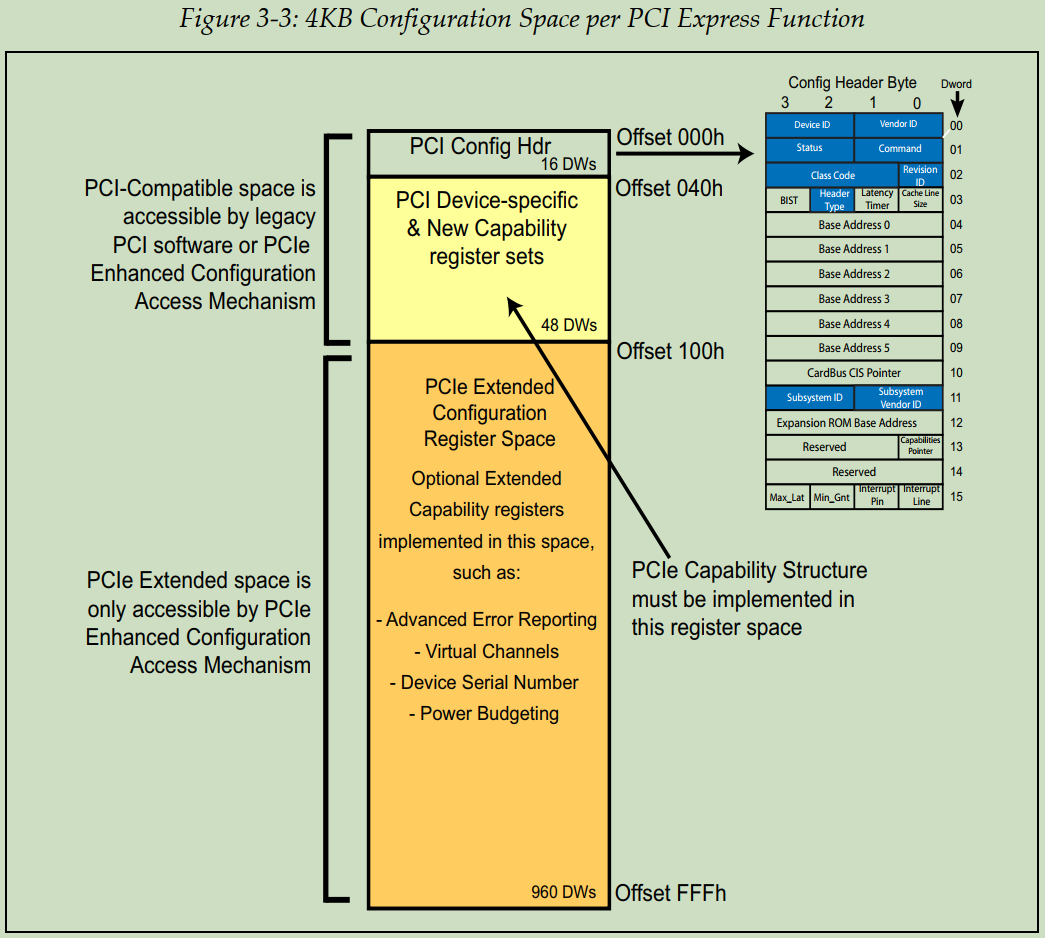 Figure 3-3: 4KB Configuration Space per PCI Express Function
PCI-Compatible space is
accessible by legacy
PCI software or PCIe
Enhanced Configuration
Access Mechanism
PCIe Extended space is
only accessible by PCIe
Enhanced Configuration
Access Mechanism
PCI Config Hdr
16 DWs
PCI Device-specific
& New Capability
register sets
48 DWs
PCIe Extended
Configuration
Register Space
Optional Extended
Capability registers
implemented in this space,
such as:
- Advanced Error Reporting
- Virtual Channels
- Device Serial Number
- Power Budgeting
960 DWs
Offset 000h
Offset 040h
Offset 100h
Offset FFFh
PCIe Capability Structure
must be implemented in
this register space
Config Header Byte
Dword
3 2 1 0
Device ID Vendor ID 00
Status Command 01
Class Code Revision ID 02
BIST Header Type Latency Timer Cache Line Size 03
Base Address 0 04
Base Address 1 05
Base Address 2 06
Base Address 3 07
Base Address 4 08
Base Address 5 09
CardBus CIS Pointer 10
Subsystem ID Subsystem Vendor ID 11
Expansion ROM Base Address 12
Reserved Capabilities Pointer 13
Reserved 14
Max_Lat Min_Gnt Interrupt Pin Interrupt Line 15